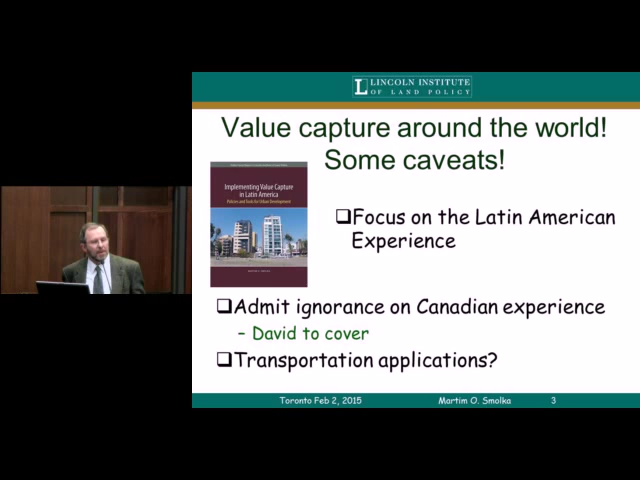 LINCOLN INSTITUTE
OF LAND POLICY
Value capture around the world!
Some caveats!
Implementing Value Capture
in Latin America
Policies and Tools for Urban Development
❑Focus on the Latin American
Experience
❑Admit ignorance on Canadian experience
– David to cover
❑Transportation applications?
Toronto Feb 2, 2015 Martim O. Smolka 3